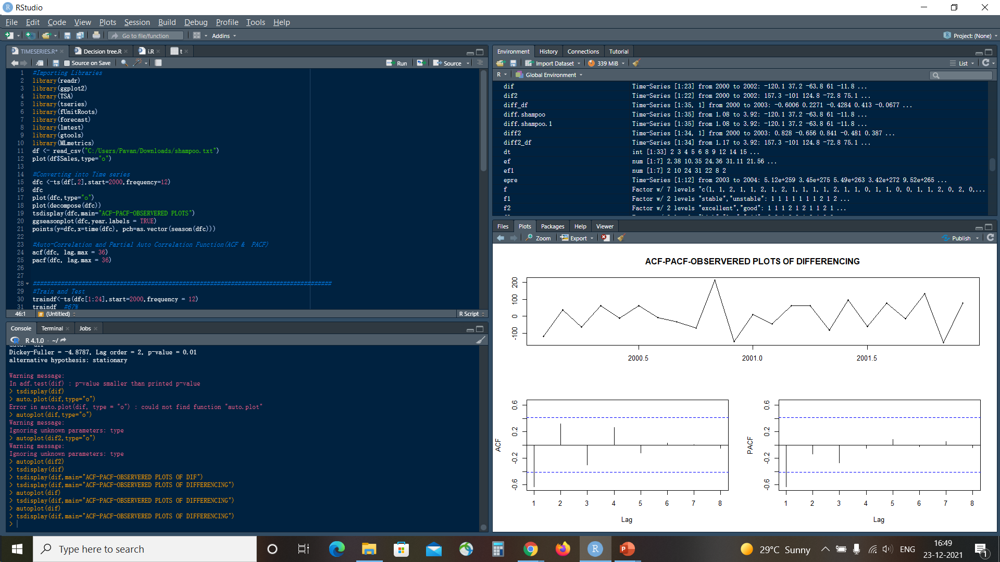 RStudio
File Edit Code View Plots Session Build Debug Profile Tools Help
Go to file/function Addins Project: (None)
TIMESERIES.R* Decision tree.R i.R t
Source on Save Run Source
1 #Importing Libraries
2 library(readr)
3 library(ggplot2)
4 library(TSA)
5 library(tseries)
6 library(fUnitRoots)
7 library(forecast)
8 library(lmtest)
9 library(gtools)
10 library(MLmetrics)
11 df <- read_csv("C:/Users/Pavan/Downloads/shampoo.txt")
12 plot(df$Sales,type="o")
13
14 #Converting into Time series
15 dfc <-ts(df[,2],start=2000,frequency=12)
16 dfc
17 plot(dfc,type="o")
18 plot(decompose(dfc))
19 tsdisplay(dfc,main="ACF-PACF-OBSERVERED PLOTS")
20 ggseasonplot(dfc,year.labels = TRUE)
21 points(y=dfc,x=time(dfc), pch=as.vector(season(dfc)))
22
23 #Auto-Correlation and Partial Auto Correlation Function(ACF & PACF)
24 acf(dfc, lag.max = 36)
25 pacf(dfc, lag.max = 36)
26
27
28
29 #Train and Test
30 traindf<-ts(dfc[1:24],start=2000,frequency = 12)
31 traindf #67%
46:1 # (Untitled) R Script
Console Terminal Jobs
R 4.1.0 · ~/
Dickey-Fuller = -4.8787, Lag order = 2, p-value = 0.01
alternative hypothesis: stationary
Warning message:
In adf.test(dif) : p-value smaller than printed p-value
> tsdisplay(dif)
> auto.plot(dif,type="o")
Error in auto.plot(dif, type = "o") : could not find function "auto.plot"
> autoplot(dif,type="o")
Warning message:
Ignoring unknown parameters: type
> autoplot(dif2,type="o")
Warning message:
Ignoring unknown parameters: type
> autoplot(dif2)
> tsdisplay(dif)
> tsdisplay(dif,main="ACF-PACF-OBSERVERED PLOTS OF DIF")
> tsdisplay(dif,main="ACF-PACF-OBSERVERED PLOTS OF DIFFERENCING")
> autoplot(dif)
> tsdisplay(dif,main="ACF-PACF-OBSERVERED PLOTS OF DIFFERENCING")
> autoplot(dif)
> tsdisplay(dif,main="ACF-PACF-OBSERVERED PLOTS OF DIFFERENCING")
>
Environment History Connections Tutorial
Import Dataset 339 MiB List
R Global Environment
dif Time-Series [1:23] from 2000 to 2002: -120.1 37.2 -63.8 61 -11.8 ...
dif2 Time-Series [1:22] from 2000 to 2002: 157.3 -101 124.8 -72.8 75.1 ...
diff_df Time-Series [1:35, 1] from 2000 to 2003: -0.6006 0.2271 -0.4284 0.413 -0.0677 ...
diff.shampoo Time-Series [1:35] from 1.08 to 3.92: -120.1 37.2 -63.8 61 -11.8 ...
diff.shampoo.1 Time-Series [1:35] from 1.08 to 3.92: -120.1 37.2 -63.8 61 -11.8 ...
diff2 Time-Series [1:34, 1] from 2000 to 2003: 0.828 -0.656 0.841 -0.481 0.387 ...
diff2_df Time-Series [1:34] from 1.17 to 3.92: 157.3 -101 124.8 -72.8 75.1 ...
dt int [1:33] 2 3 4 5 6 8 9 12 14 15 ...
ef num [1:7] 2.38 10.35 24.36 31.11 21.56 ...
ef1 num [1:7] 2 10 24 31 22 8 2
epre Time-Series [1:12] from 2003 to 2004: 5.12e+259 3.45e+275 5.49e+263 3.42e+272 9.52e+265 ...
f Factor w/ 7 levels "c(1, 1, 2, 1, 1, 2, 1, 2, 1, 1, 1, 1, 2, 1, 1, 0, 1, 1, 0, 0, 1, 1, 2, 0, 2, 0,...
f1 Factor w/ 2 levels "stable","unstable": 1 1 1 1 1 1 1 2 1 2 ...
f2 Factor w/ 2 levels "excellent","good": 1 1 1 2 1 2 1 1 2 1 ...
Files Plots Packages Help Viewer
Zoom Export Publish
ACF-PACF-OBSERVERED PLOTS OF DIFFERENCING
200
100
0
-100
2000.5 2001.0 2001.5
ACF
0.6
0.2
-0.2
-0.6
1 2 3 4 5 6 7 8
Lag
PACF
0.6
0.2
-0.2
-0.6
1 2 3 4 5 6 7 8
Lag
Type here to search
29°C Sunny ENG 16:49
23-12-2021
1